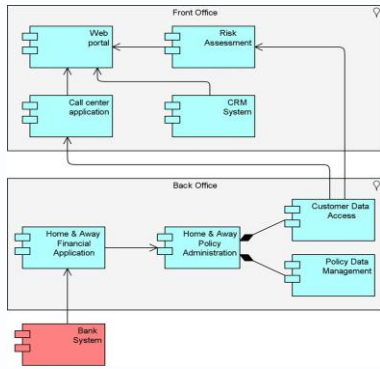 Front Office
Web
portal
Risk
Assessment
Call center
application
CRM
System
Back Office
Customer Data
Access
Home & Away
Financial
Application
Home & Away
Policy
Administration
Policy Data
Management
Bank
System